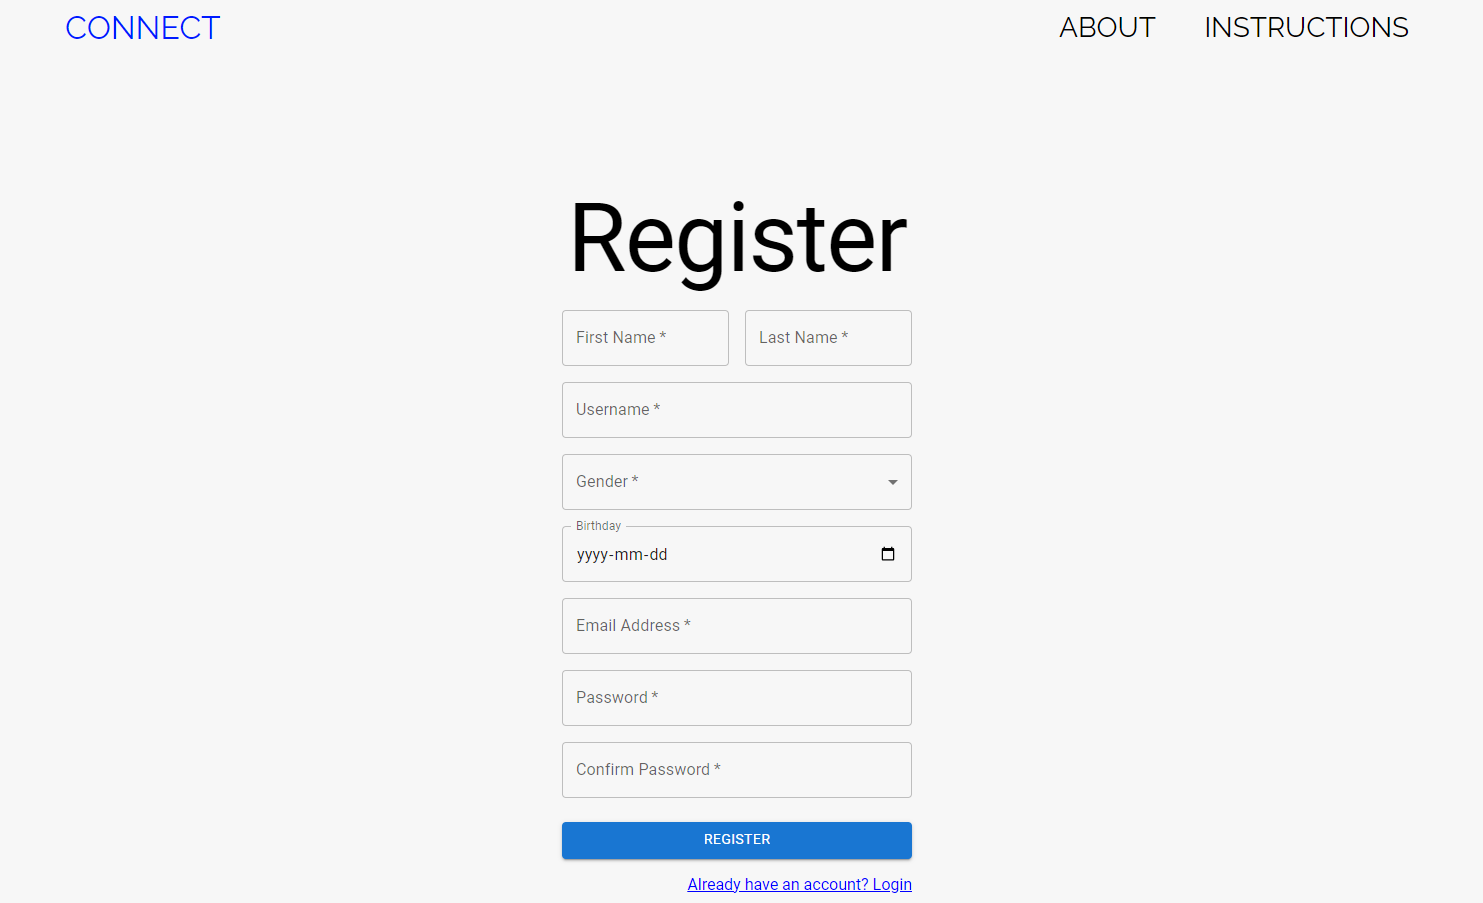 CONNECT ABOUT INSTRUCTIONS
Register
First Name * Last Name *
Username *
Gender *
Birthday
yyyy-mm-dd
Email Address *
Password *
Confirm Password *
REGISTER
Already have an account? Login